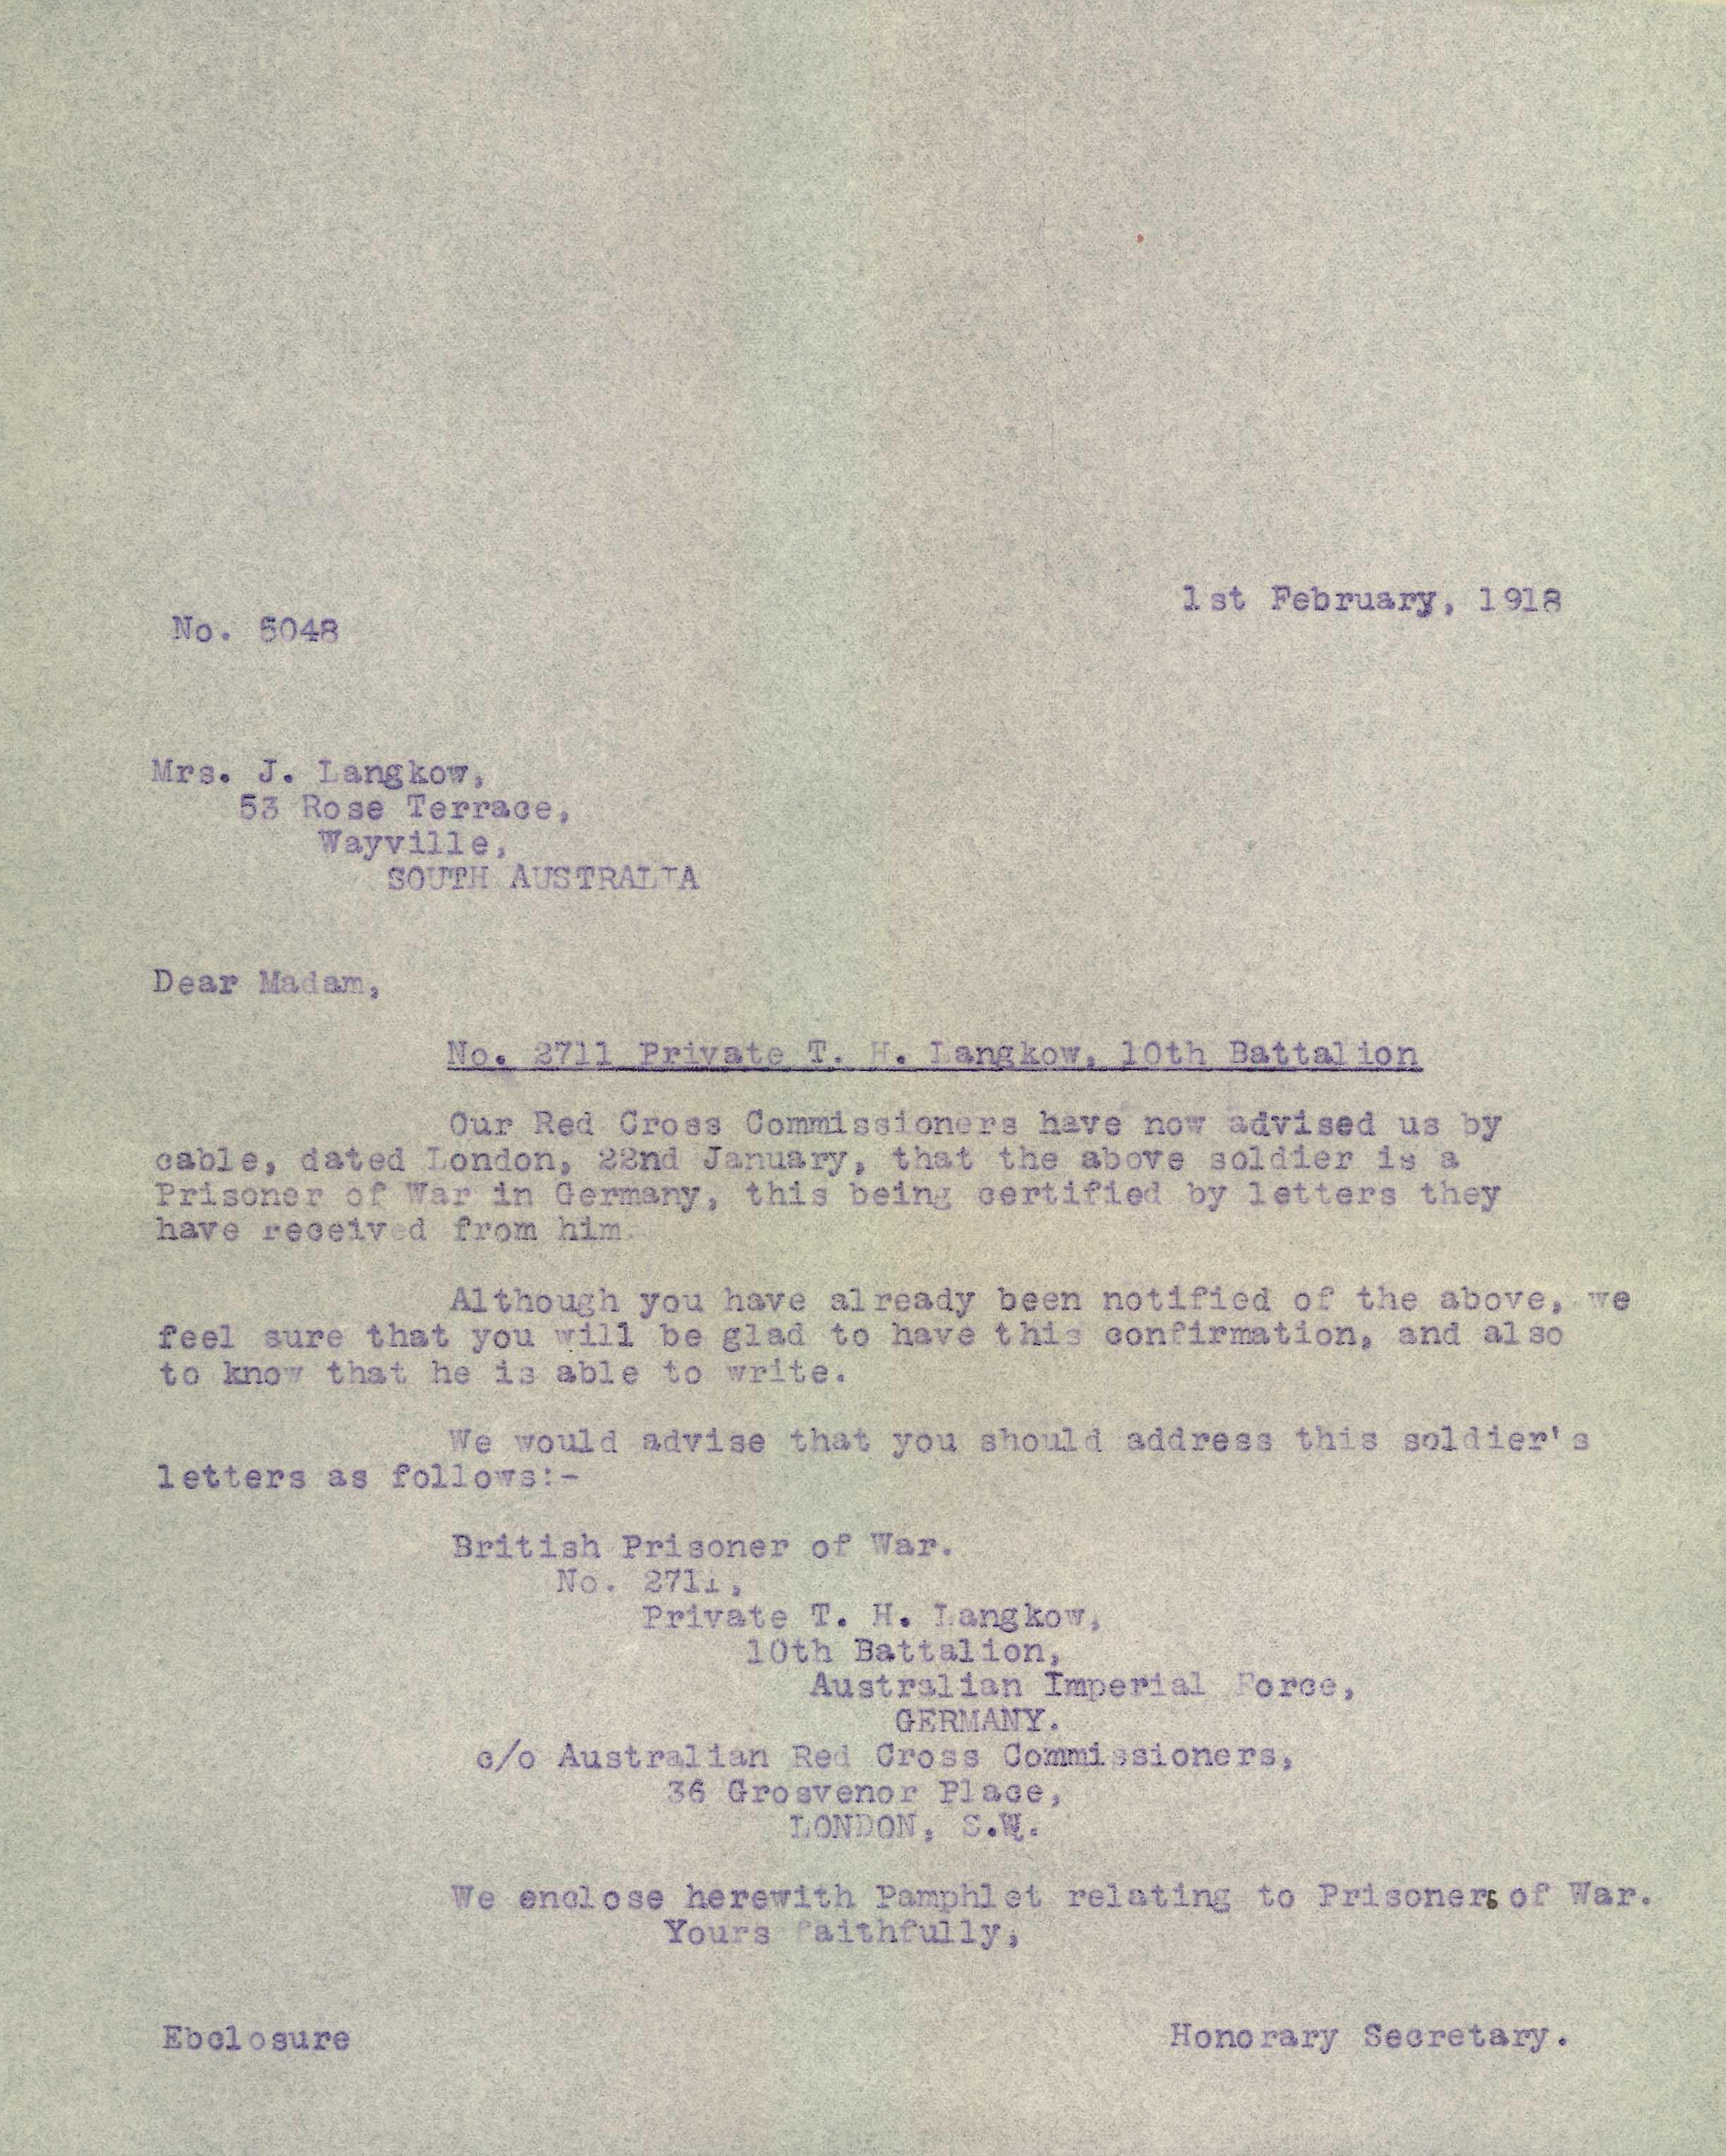 1st February, 1918
No. 5048
Mrs. J. Langkow,
53 Rose Terrace,
Wayville,
SOUTH AUSTRALIA
Dear Madam,
No. 2711 Private T. H. Langkow, 10th Battalion
Our Red Cross Commissioners have now advised us by
cable, dated London, 22nd January, that the above soldier is a
Prisoner of War in Germany, this being certified by letters they
have received from him.
Although you have already been notified of the above, we
feel sure that you will be glad to have this confirmation, and also
to know that he is able to write.
We would advise that you should address this soldier's
letters as follows:-
British Prisoner of War.
No. 2711,
Private T. H. Langkow,
10th Battalion,
Australian Imperial Force,
GERMANY.
c/o Australian Red Cross Commissioners,
36 Grosvenor Place,
LONDON, S.W.
We enclose herewith Pamphlet relating to Prisoners of War.
Yours faithfully,
Ebclosure
Honorary Secretary.